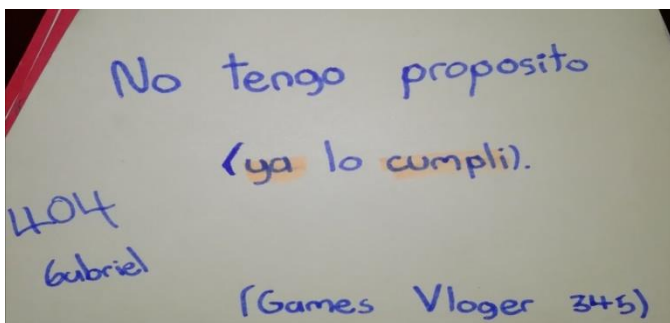 No tengo proposito
(ya lo cumpli).
404
Gabriel
(Games Vloger 345)